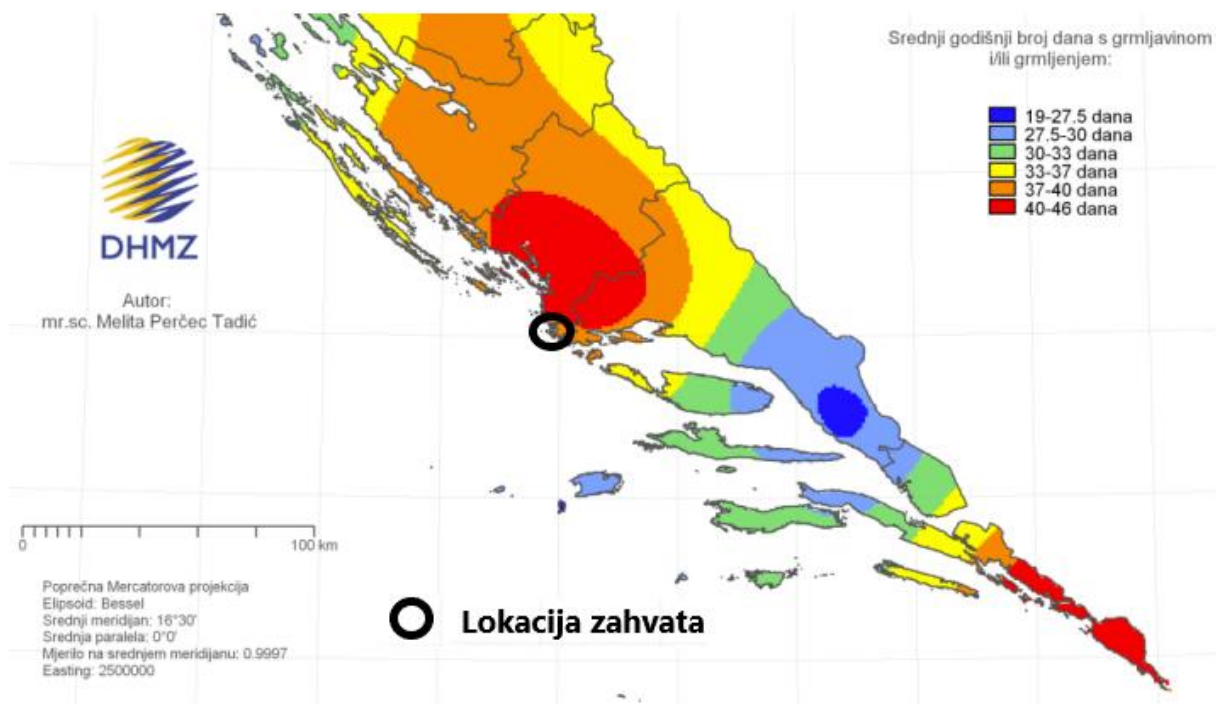 Srednji godišnji broj dana s grmljavinom
i/ili grmljenjem:
19-27.5 dana
27.5-30 dana
30-33 dana
33-37 dana
37-40 dana
40-46 dana
DHMZ
Autor:
mr.sc. Melita Perčec Tadić
0 100 km
Poprečna Mercatorova projekcija
Elipsoid: Bessel
Srednji meridijan: 16°30'
Srednja paralela: 0°0'
Mjerilo na srednjem meridijanu: 0.9997
Easting: 2500000
Lokacija zahvata